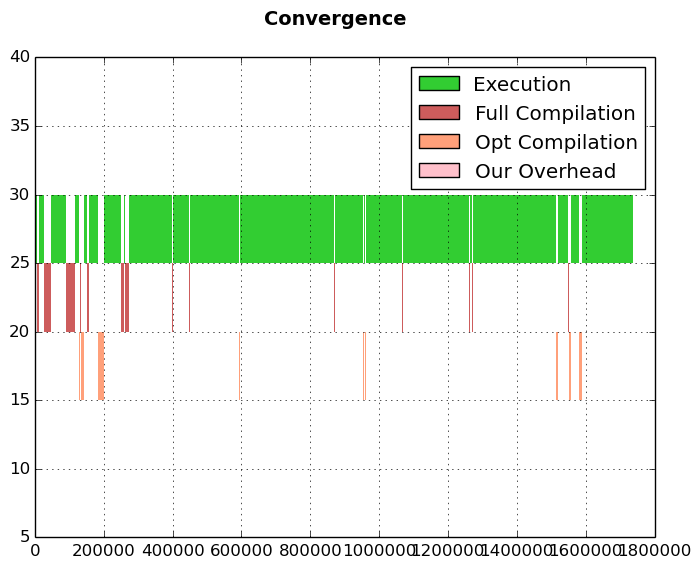 Convergence
40
35
30
25
20
15
10
5
Execution
Full Compilation
Opt Compilation
Our Overhead
0 200000 400000 600000 800000 1000000 1200000 1400000 1600000 1800000